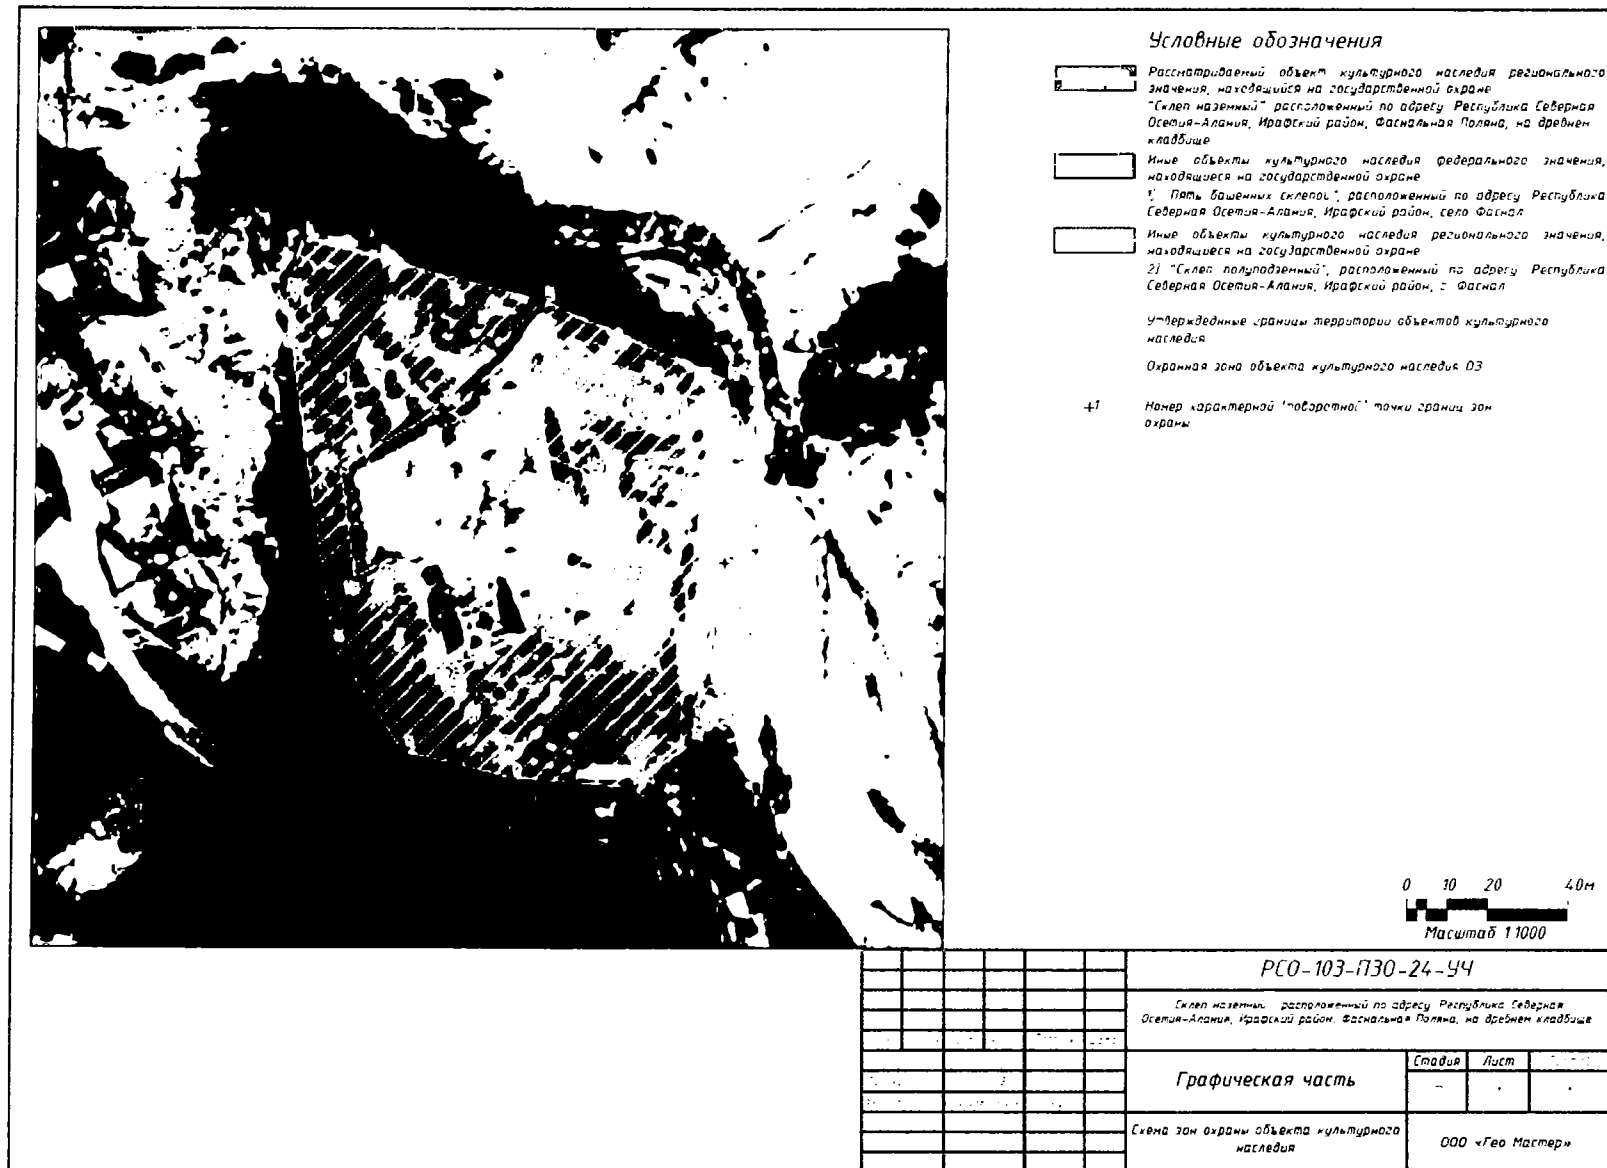 Условные обозначения
Рассматриваемый объект культурного наследия регионального
значения, находящийся на государственной охране
"Склеп наземный" расположенный по адресу Республика Северная
Осетия-Алания, Ирафский район, Фаснальная Поляна, на древнем
кладбище
Иные объекты культурного наследия федерального значения,
находящиеся на государственной охране
"Пять башенных склепов", расположенный по адресу Республика
Северная Осетия-Алания, Ирафский район, село Фаснал
Иные объекты культурного наследия регионального значения,
находящиеся на государственной охране
2) "Склеп полуподземный", расположенный по адресу Республика
Северная Осетия-Алания, Ирафский район, с Фаснал
Утвержденные границы территории объектов культурного
наследия
Охранная зона объекта культурного наследия ОЗ
+1 Номер характерной (поворотной) точки границ зон
охраны
0 10 20 40м
Масштаб 1 1000
РСО-103-ПЗО-24-УЧ
Склеп наземный расположенный по адресу Республика Северная
Осетия-Алания, Ирафский район, Фаснальная Поляна, на древнем кладбище
Стадия Лист
Графическая часть
Схема зон охраны объекта культурного
наследия
ООО «Гео Мастер»